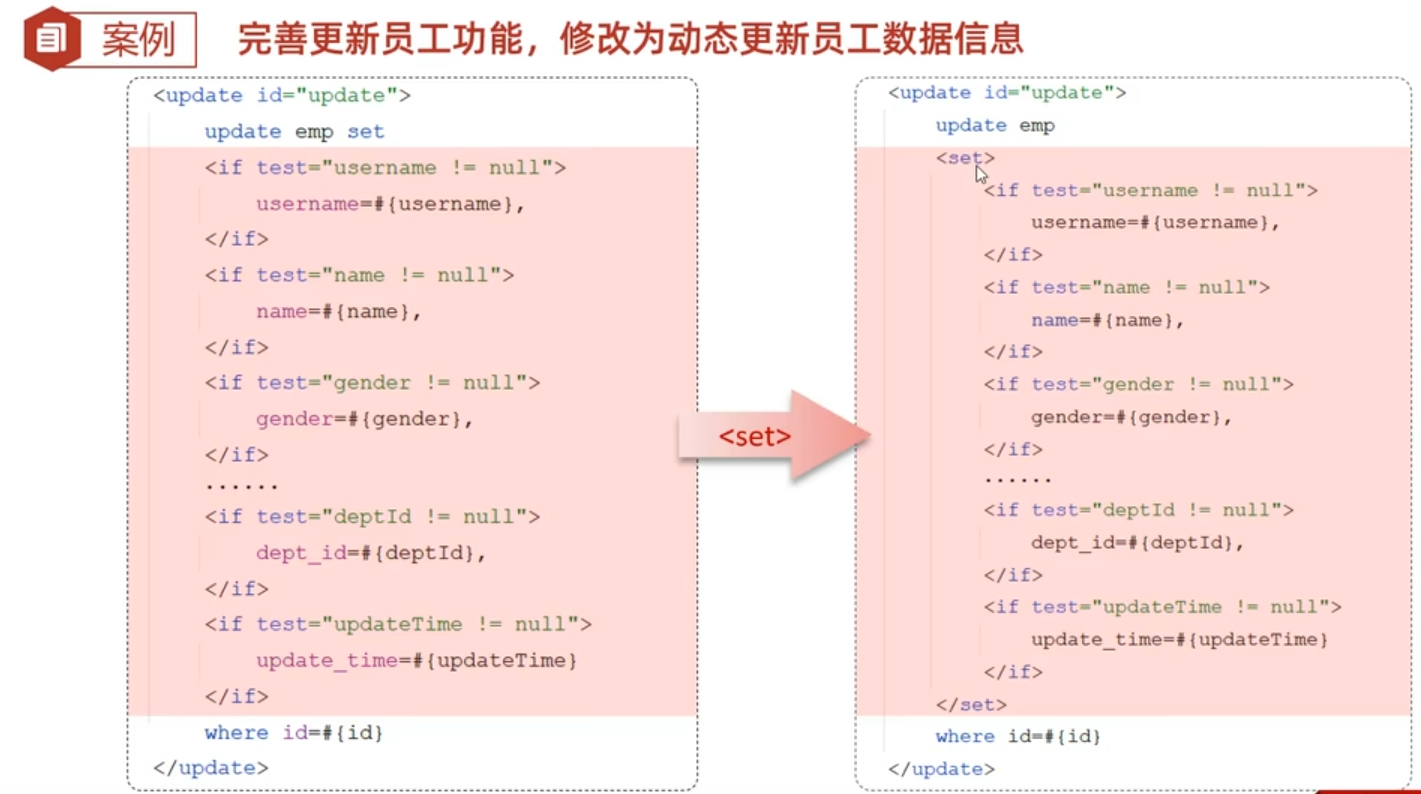 案例
完善更新员工功能，修改为动态更新员工数据信息
<update id="update">
update emp set
<if test="username != null">
username=#{username},
</if>
<if test="name != null">
name=#{name},
</if>
<if test="gender != null">
gender=#{gender},
</if>
......
<if test="deptId != null">
dept_id=#{deptId},
</if>
<if test="updateTime != null">
update_time=#{updateTime}
</if>
where id=#{id}
</update>
<set>
<update id="update">
update emp
<set>
<if test="username != null">
username=#{username},
</if>
<if test="name != null">
name=#{name},
</if>
<if test="gender != null">
gender=#{gender},
</if>
......
<if test="deptId != null">
dept_id=#{deptId},
</if>
<if test="updateTime != null">
update_time=#{updateTime}
</if>
</set>
where id=#{id}
</update>